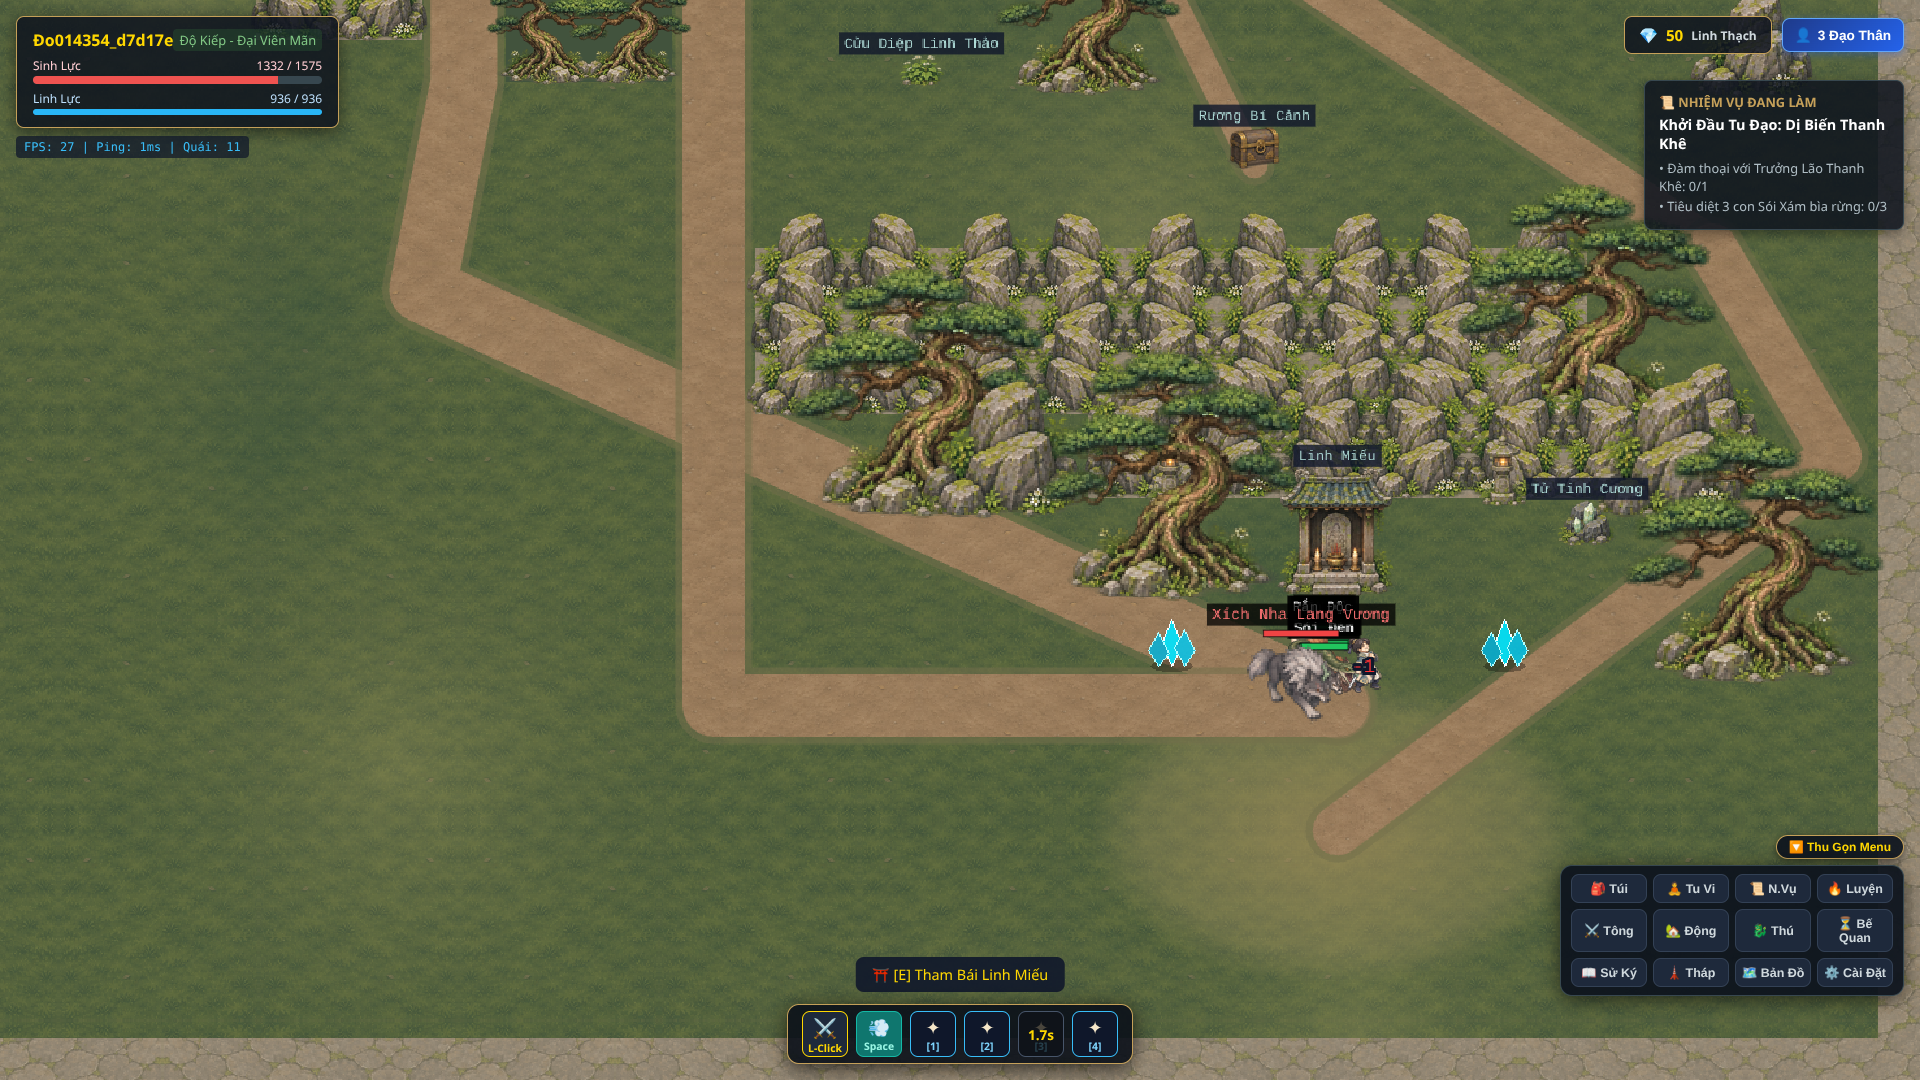 Đo014354_d7d17e Độ Kiếp - Đại Viên Mãn
Sinh Lực 1332 / 1575
Linh Lực 936 / 936
FPS: 27 | Ping: 1ms | Quái: 11
Cửu Diệp Linh Thảo
Rương Bí Cảnh
💎 50 Linh Thạch
👤 3 Đạo Thân
📜 NHIỆM VỤ ĐANG LÀM
Khởi Đầu Tu Đạo: Dị Biến Thanh
Khê
• Đàm thoại với Trưởng Lão Thanh
Khê: 0/1
• Tiêu diệt 3 con Sói Xám bìa rừng: 0/3
Linh Miếu
Tử Tinh Cương
Xích Nha Lang Vương
-1
🔽 Thu Gọn Menu
🎒 Túi
🧘 Tu Vi
📜 N.Vụ
🔥 Luyện
⚔️ Tông
🏡 Động
🐉 Thú
⏳ Bế
Quan
📖 Sử Ký
🗼 Tháp
🗺️ Bản Đồ
⚙️ Cài Đặt
⛩️ [E] Tham Bái Linh Miếu
L-Click
Space
[1]
[2]
1.7s
[3]
[4]